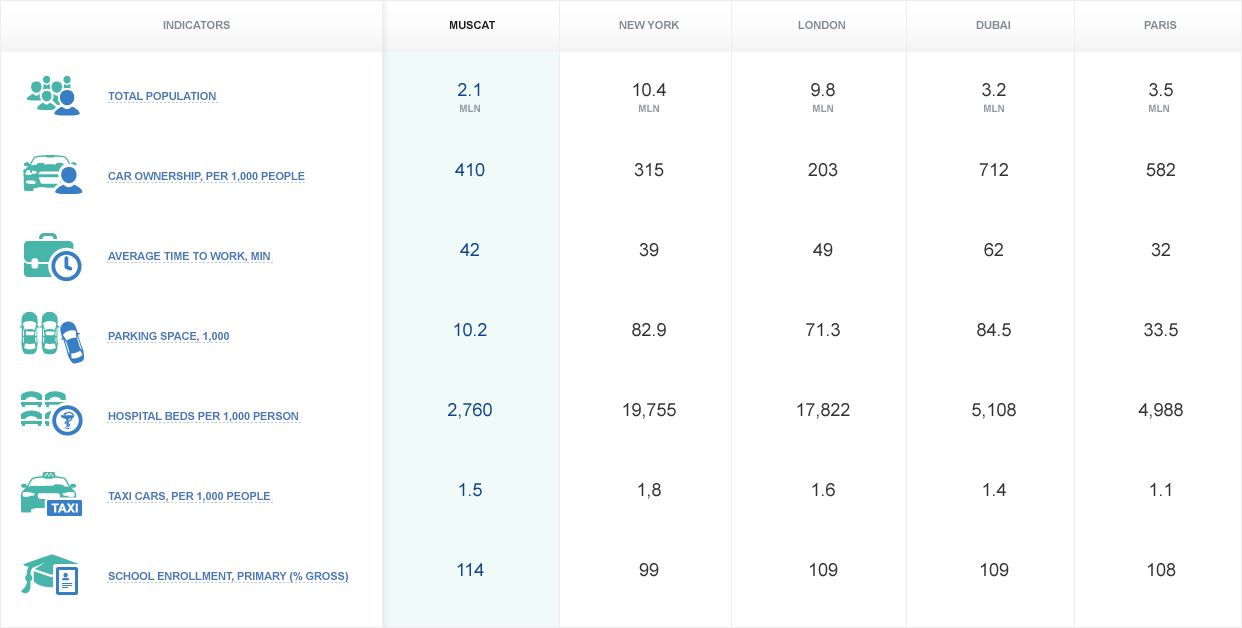 INDICATORS MUSCAT NEW YORK LONDON DUBAI PARIS
TOTAL POPULATION 2.1 10.4 9.8 3.2 3.5
MLN MLN MLN MLN MLN
CAR OWNERSHIP, PER 1,000 PEOPLE 410 315 203 712 582
AVERAGE TIME TO WORK, MIN 42 39 49 62 32
PARKING SPACE, 1,000 10.2 82.9 71.3 84.5 33.5
HOSPITAL BEDS PER 1,000 PERSON 2,760 19,755 17,822 5,108 4,988
TAXI CARS, PER 1,000 PEOPLE 1.5 1,8 1.6 1.4 1.1
TAXI
SCHOOL ENROLLMENT, PRIMARY (% GROSS) 114 99 109 109 108